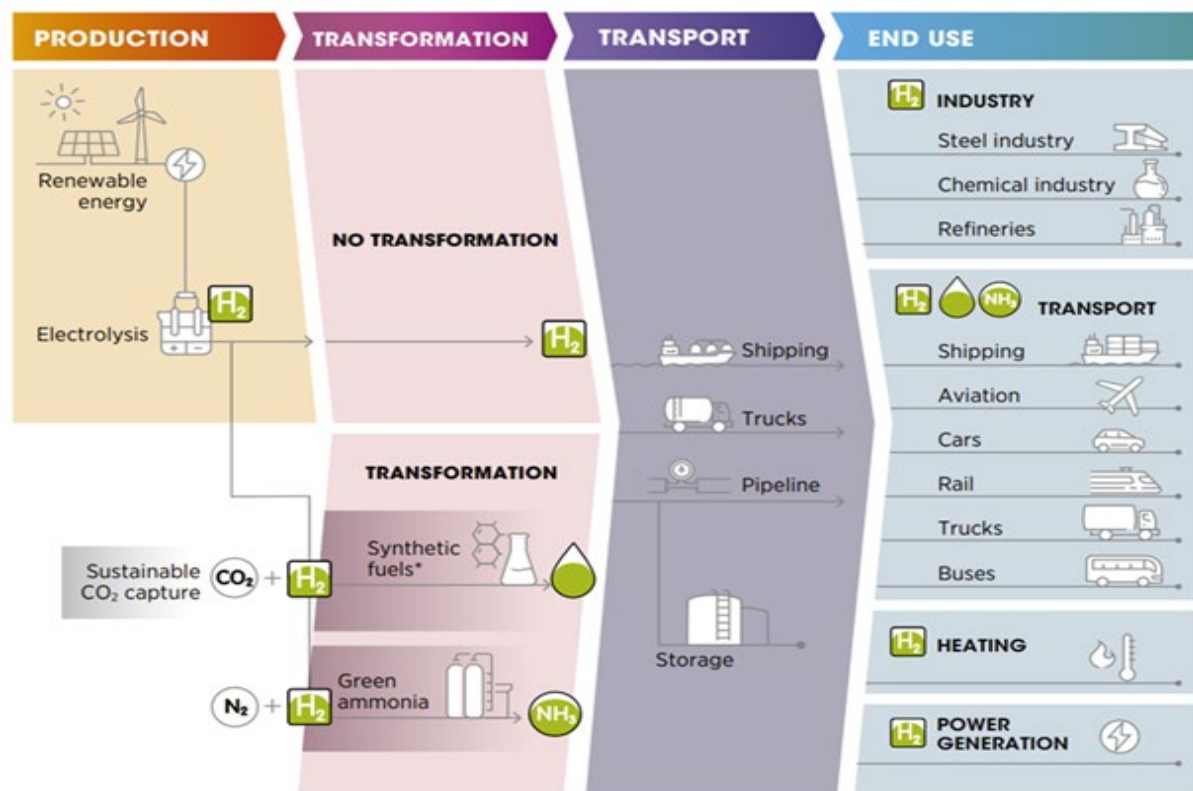 PRODUCTION
TRANSFORMATION
TRANSPORT
END USE
Renewable
energy
Electrolysis
H₂
NO TRANSFORMATION
H₂
TRANSFORMATION
Sustainable
CO₂ capture
CO₂ + H₂
Synthetic
fuels*
N₂ + H₂
Green
ammonia
NH₃
Shipping
Trucks
Pipeline
Storage
H₂ INDUSTRY
Steel industry
Chemical industry
Refineries
H₂ NH₃ TRANSPORT
Shipping
Aviation
Cars
Rail
Trucks
Buses
H₂ HEATING
H₂ POWER
GENERATION